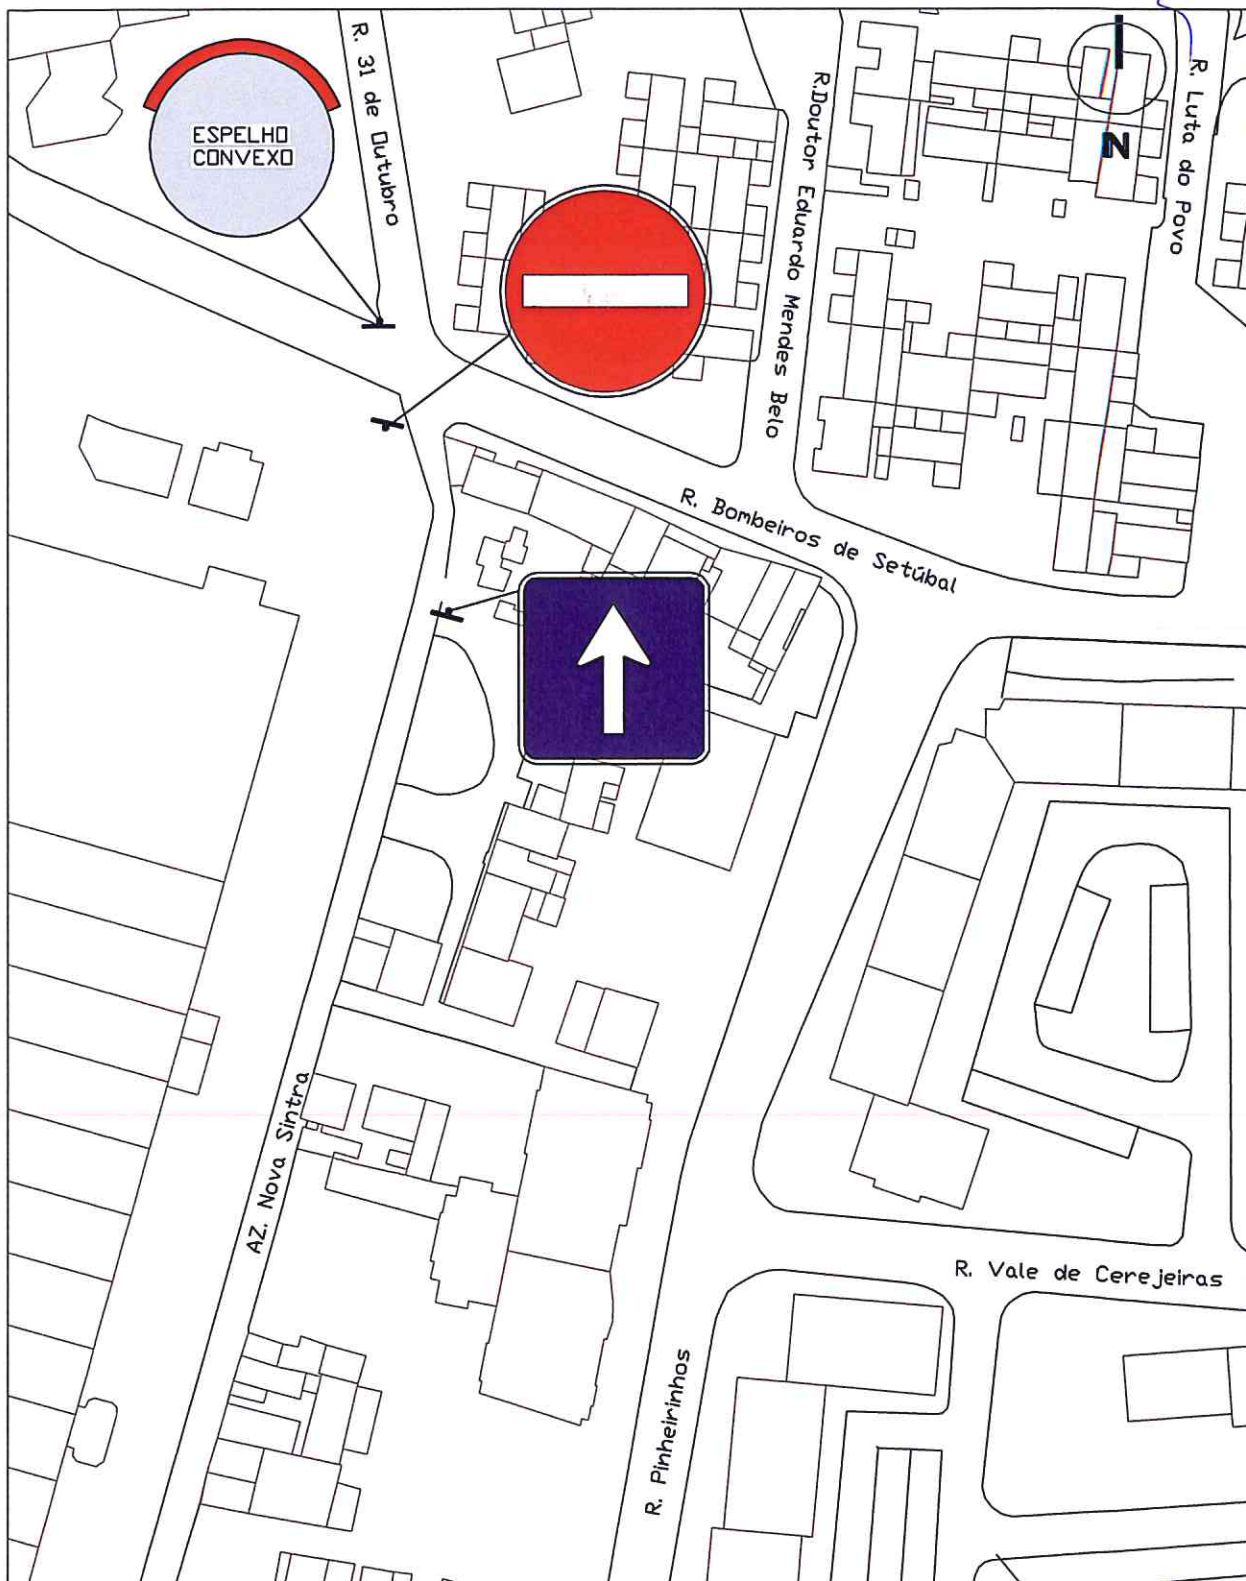 R. 31 de Outubro
ESPELHO
CONVEXO
R.Doutor Eduardo Mendes Belo
R. Luta do Povo
N
R. Bombeiros de Setúbal
AZ. Nova Sintra
R. Vale de Cerejeiras
R. Pinheirinhos